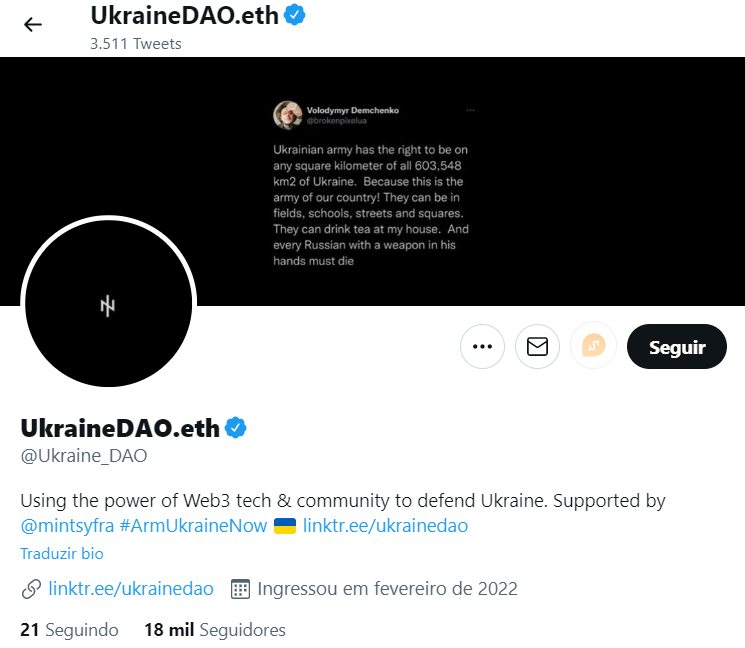 UkraineDAO.eth
3.511 Tweets
Volodymyr Demchenko
@brokenpixelua
Ukrainian army has the right to be on
any square kilometer of all 603,548
km2 of Ukraine. Because this is the
army of our country! They can be in
fields, schools, streets and squares.
They can drink tea at my house. And
every Russian with a weapon in his
hands must die
Seguir
UkraineDAO.eth
@Ukraine_DAO
Using the power of Web3 tech & community to defend Ukraine. Supported by
@mintsyfra #ArmUkraineNow 🇺🇦 linktr.ee/ukrainedao
Traduzir bio
linktr.ee/ukrainedao Ingressou em fevereiro de 2022
21 Seguindo 18 mil Seguidores